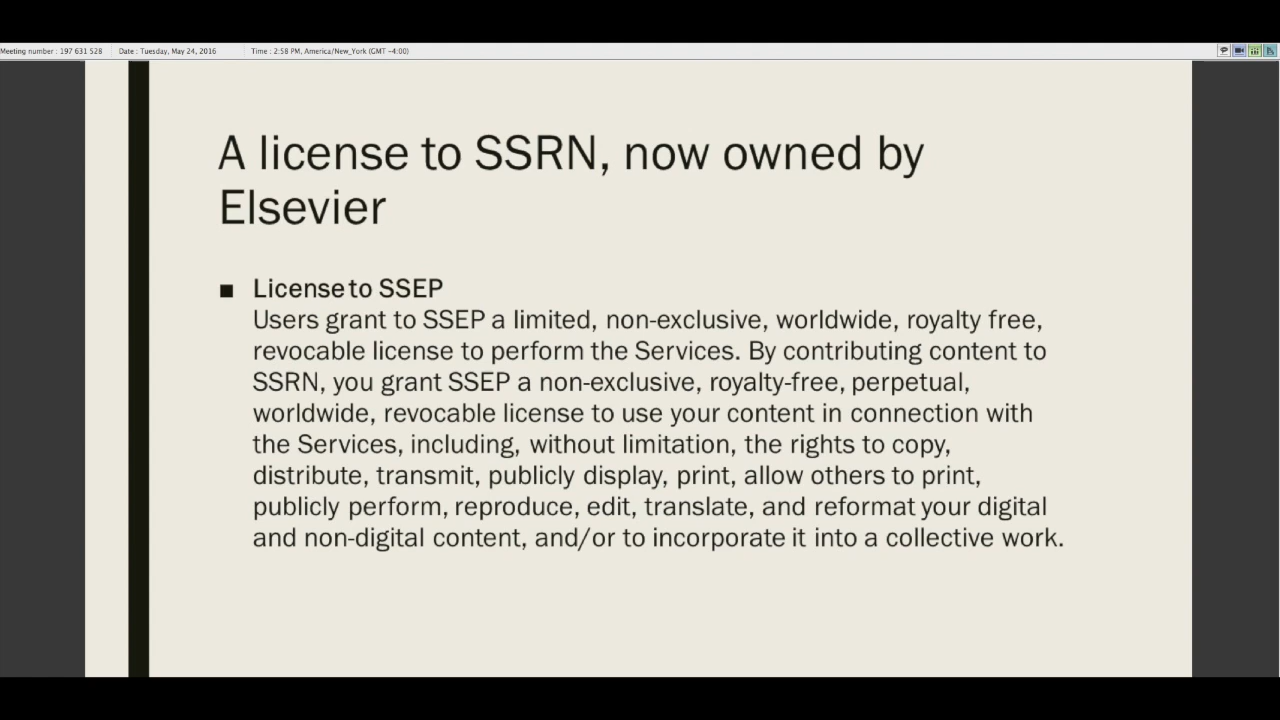 Meeting number : 197 631 528 Date : Tuesday, May 24, 2016 Time : 2:58 PM, America/New_York (GMT -4:00)
A license to SSRN, now owned by
Elsevier
■ License to SSEP
Users grant to SSEP a limited, non-exclusive, worldwide, royalty free,
revocable license to perform the Services. By contributing content to
SSRN, you grant SSEP a non-exclusive, royalty-free, perpetual,
worldwide, revocable license to use your content in connection with
the Services, including, without limitation, the rights to copy,
distribute, transmit, publicly display, print, allow others to print,
publicly perform, reproduce, edit, translate, and reformat your digital
and non-digital content, and/or to incorporate it into a collective work.